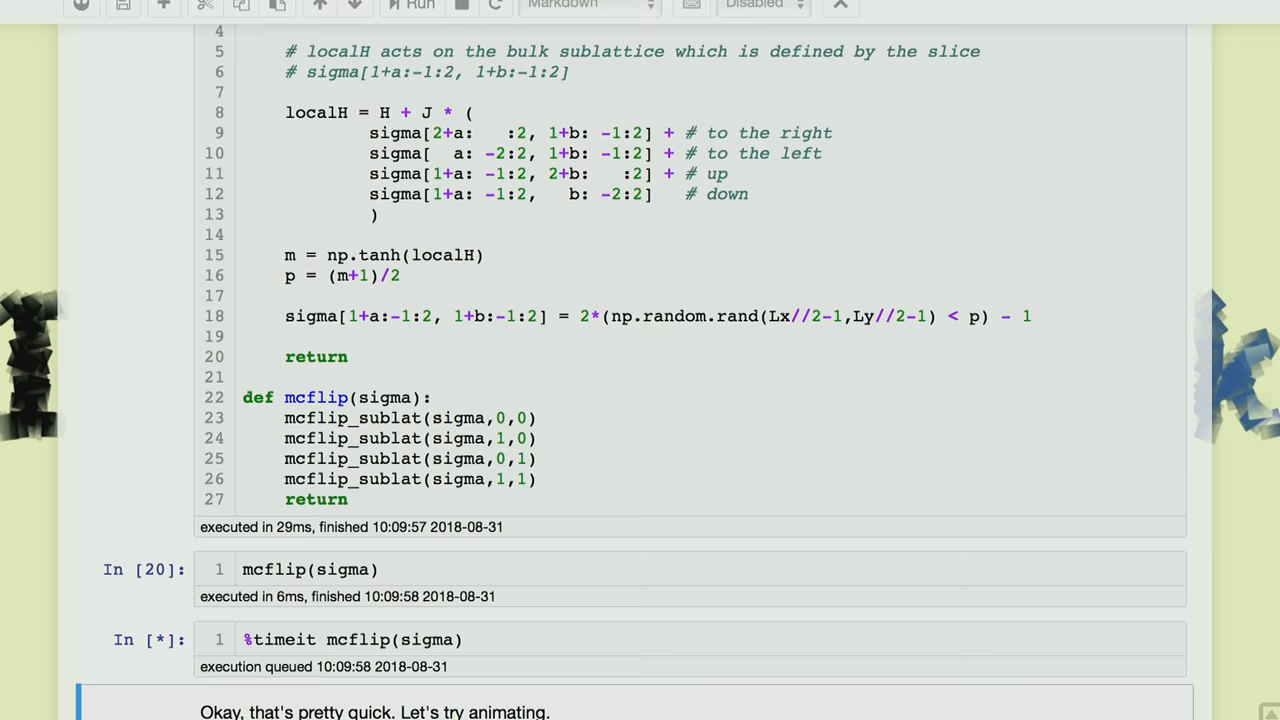 Run Markdown Disabled
4
5 # localH acts on the bulk sublattice which is defined by the slice
6 # sigma[1+a:-1:2, 1+b:-1:2]
7
8 localH = H + J * (
9 sigma[2+a:   :2, 1+b: -1:2] + # to the right
10 sigma[  a: -2:2, 1+b: -1:2] + # to the left
11 sigma[1+a: -1:2, 2+b:   :2] + # up
12 sigma[1+a: -1:2,   b: -2:2]   # down
13 )
14
15 m = np.tanh(localH)
16 p = (m+1)/2
17
18 sigma[1+a:-1:2, 1+b:-1:2] = 2*(np.random.rand(Lx//2-1,Ly//2-1) < p) - 1
19
20 return
21
22 def mcflip(sigma):
23 mcflip_sublat(sigma,0,0)
24 mcflip_sublat(sigma,1,0)
25 mcflip_sublat(sigma,0,1)
26 mcflip_sublat(sigma,1,1)
27 return
executed in 29ms, finished 10:09:57 2018-08-31
In [20]: 1 mcflip(sigma)
executed in 6ms, finished 10:09:58 2018-08-31
In [*]: 1 %timeit mcflip(sigma)
execution queued 10:09:58 2018-08-31
Okay, that's pretty quick. Let's try animating.